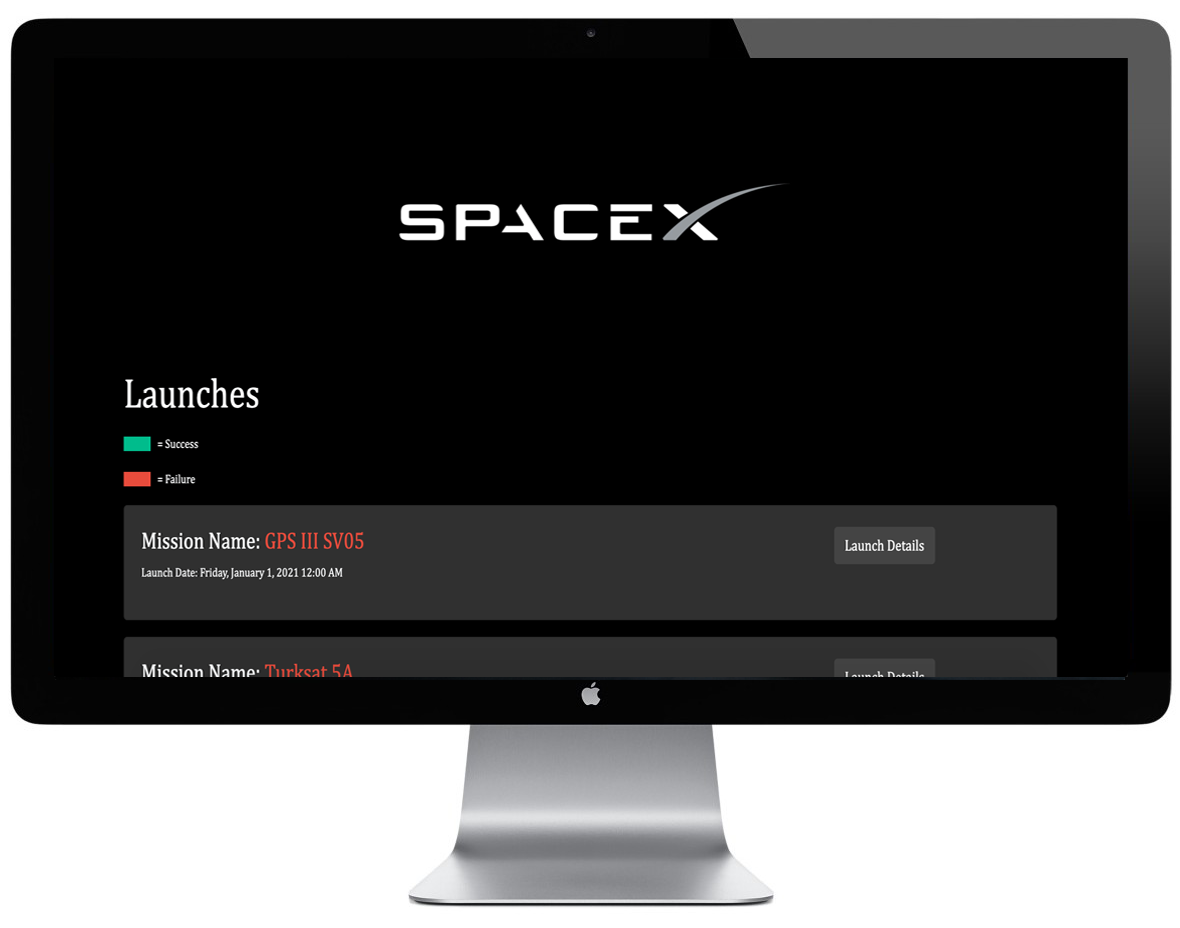 SPACEX
Launches
= Success
= Failure
Mission Name: GPS III SV05
Launch Details
Launch Date: Friday, January 1, 2021 12:00 AM
Mission Name: Turksat 5A
Launch Details